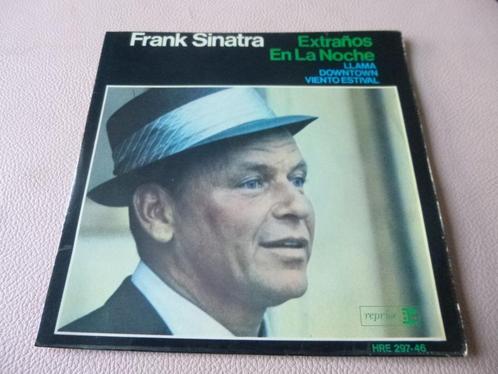 Frank Sinatra
Extraños
En La Noche
LLAMA
DOWNTOWN
VIENTO ESTIVAL
reprise
HRE 297-46